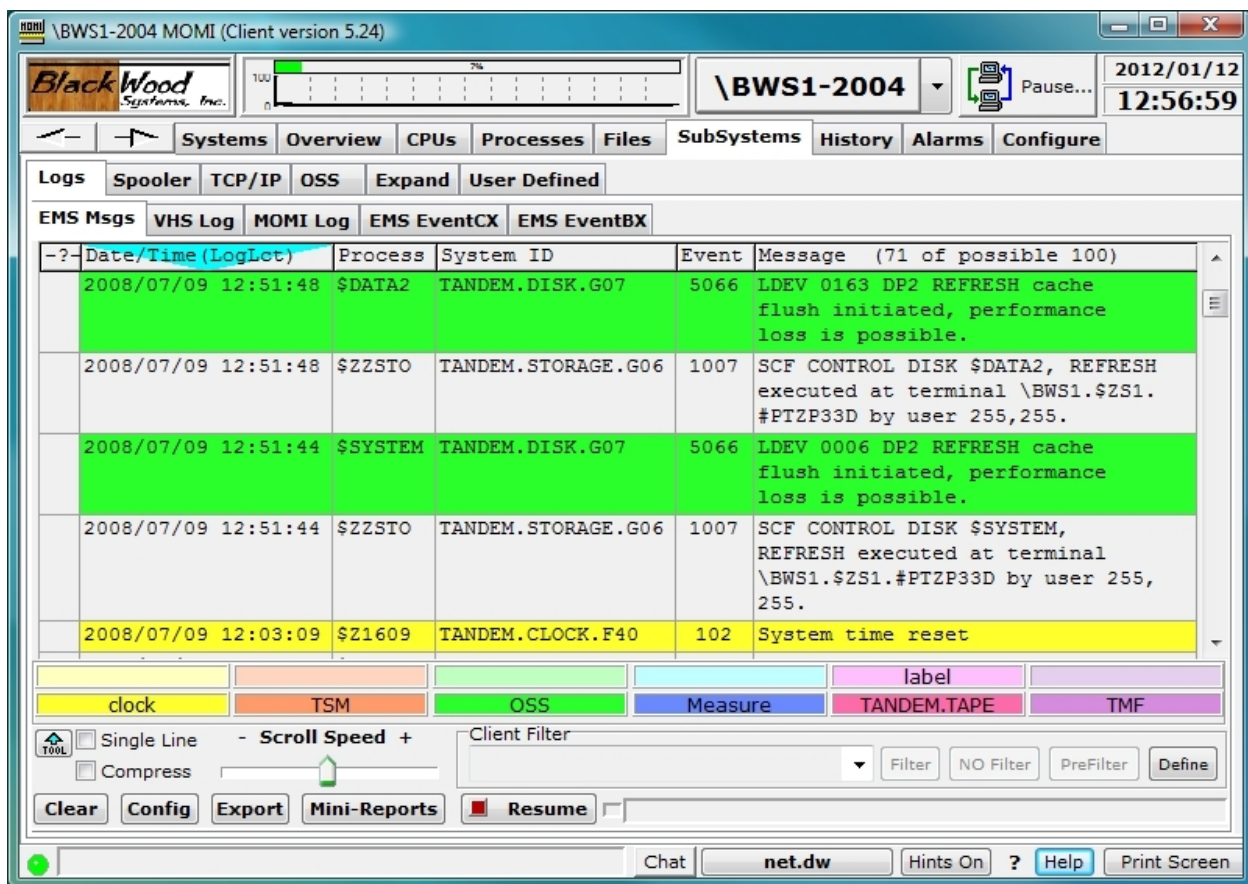 MOMI \BWS1-2004 MOMI (Client version 5.24)
BlackWood
Systems, Inc.
100
0
7%
\BWS1-2004
Pause...
2012/01/12
12:56:59
Systems Overview CPUs Processes Files SubSystems History Alarms Configure
Logs Spooler TCP/IP OSS Expand User Defined
EMS Msgs VHS Log MOMI Log EMS EventCX EMS EventBX
-?- Date/Time(LogLct) Process System ID Event Message (71 of possible 100)
2008/07/09 12:51:48 $DATA2 TANDEM.DISK.G07 5066 LDEV 0163 DP2 REFRESH cache
flush initiated, performance
loss is possible.
2008/07/09 12:51:48 $ZZSTO TANDEM.STORAGE.G06 1007 SCF CONTROL DISK $DATA2, REFRESH
executed at terminal \BWS1.$ZS1.
#PTZP33D by user 255,255.
2008/07/09 12:51:44 $SYSTEM TANDEM.DISK.G07 5066 LDEV 0006 DP2 REFRESH cache
flush initiated, performance
loss is possible.
2008/07/09 12:51:44 $ZZSTO TANDEM.STORAGE.G06 1007 SCF CONTROL DISK $SYSTEM,
REFRESH executed at terminal
\BWS1.$ZS1.#PTZP33D by user 255,
255.
2008/07/09 12:03:09 $Z1609 TANDEM.CLOCK.F40 102 System time reset
label
clock TSM OSS Measure TANDEM.TAPE TMF
TOOL Single Line - Scroll Speed + Client Filter
Compress Filter NO Filter PreFilter Define
Clear Config Export Mini-Reports Resume
Chat net.dw Hints On ? Help Print Screen